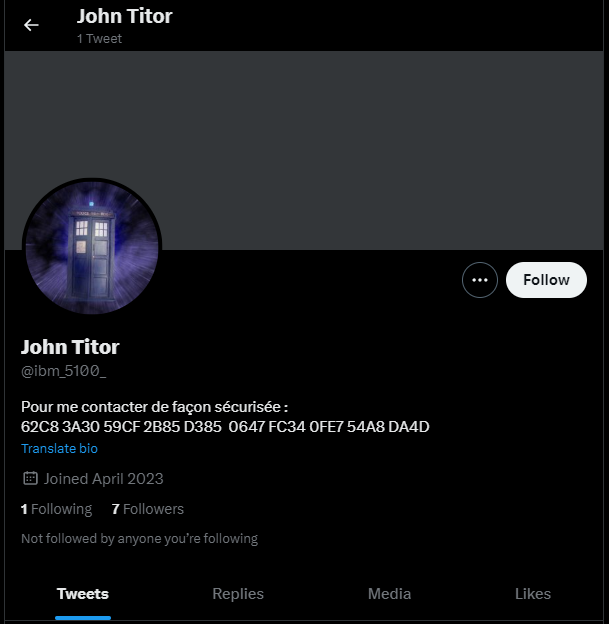 John Titor
1 Tweet
Follow
John Titor
@ibm_5100_
Pour me contacter de façon sécurisée :
62C8 3A30 59CF 2B85 D385  0647 FC34 0FE7 54A8 DA4D
Translate bio
Joined April 2023
1 Following 7 Followers
Not followed by anyone you’re following
Tweets Replies Media Likes